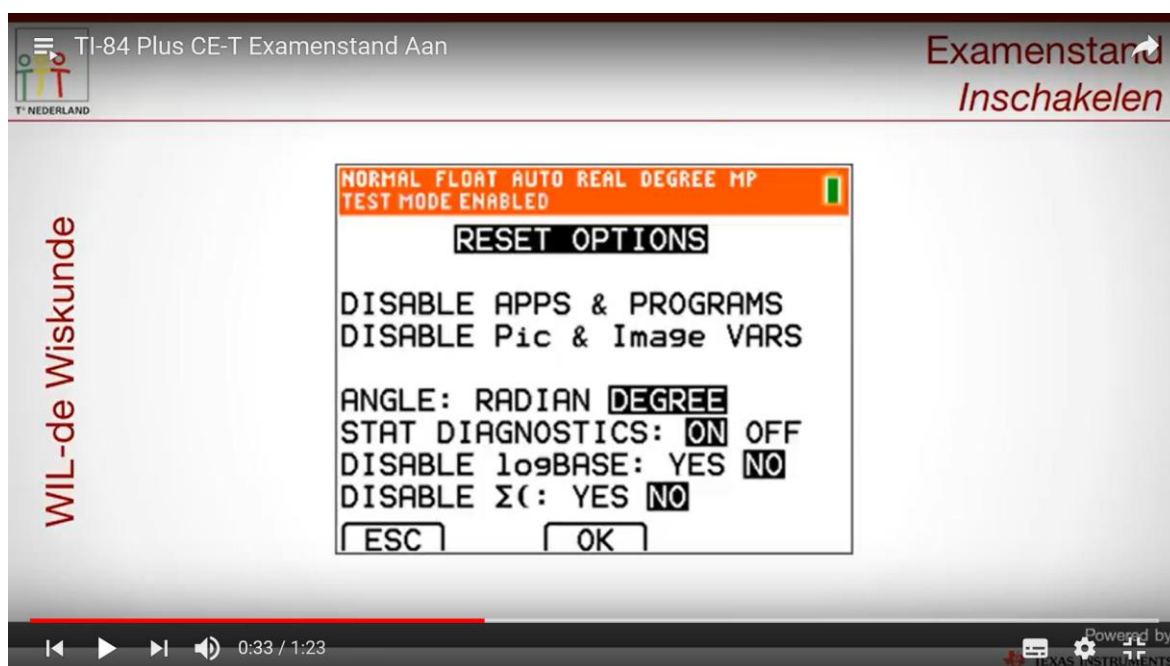 TI-84 Plus CE-T Examenstand Aan
T³ NEDERLAND
Examenstand
Inschakelen
WIL-de Wiskunde
NORMAL FLOAT AUTO REAL DEGREE MP
TEST MODE ENABLED
RESET OPTIONS
DISABLE APPS & PROGRAMS
DISABLE Pic & Image VARS
ANGLE: RADIAN DEGREE
STAT DIAGNOSTICS: ON OFF
DISABLE logBASE: YES NO
DISABLE Σ(: YES NO
ESC OK
0:33 / 1:23
Powered by
TEXAS INSTRUMENTS